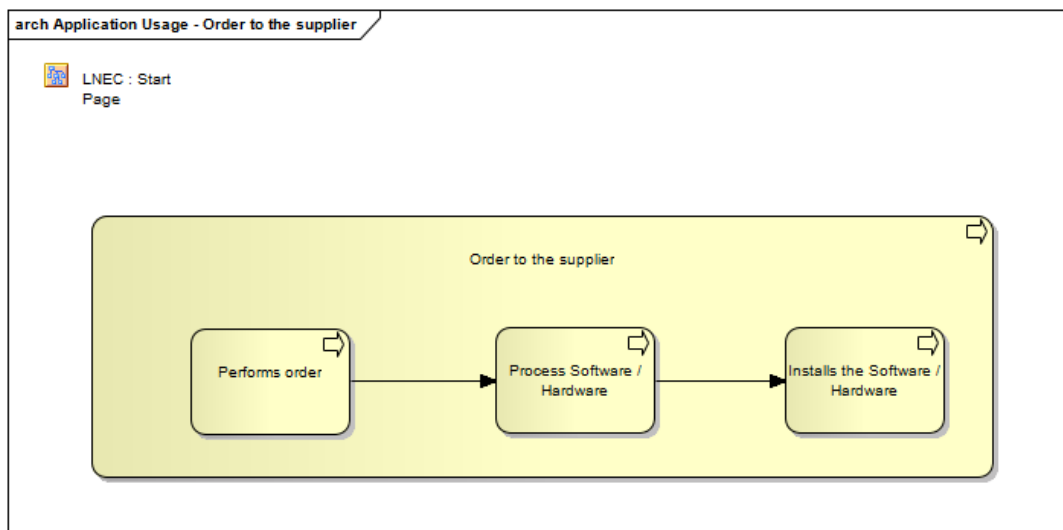 arch Application Usage - Order to the supplier
LNEC : Start
Page
Order to the supplier
Performs order
Process Software /
Hardware
Installs the Software /
Hardware